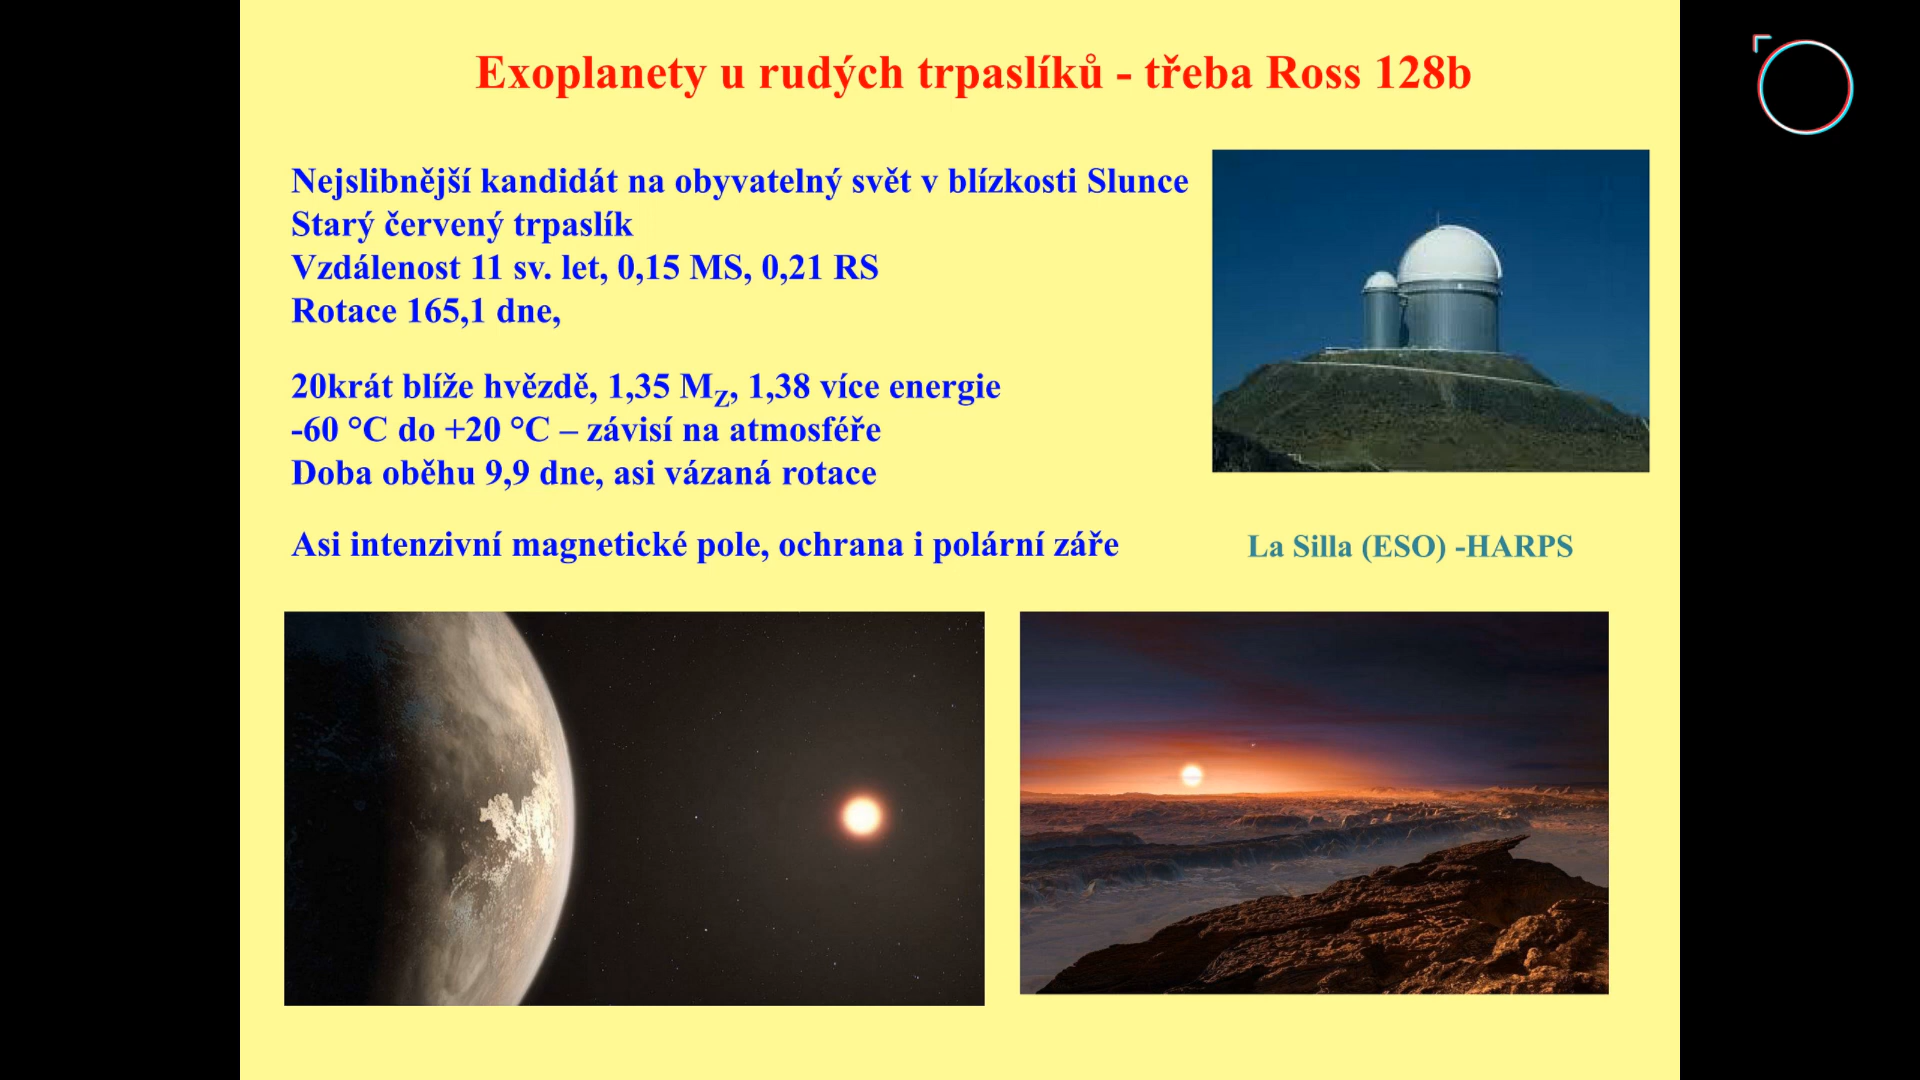 Exoplanety u rudých trpaslíků - třeba Ross 128b
Nejslibnější kandidát na obyvatelný svět v blízkosti Slunce
Starý červený trpaslík
Vzdálenost 11 sv. let, 0,15 MS, 0,21 RS
Rotace 165,1 dne,
20krát blíže hvězdě, 1,35 MZ, 1,38 více energie
-60 °C do +20 °C – závisí na atmosféře
Doba oběhu 9,9 dne, asi vázaná rotace
Asi intenzivní magnetické pole, ochrana i polární záře
La Silla (ESO) -HARPS